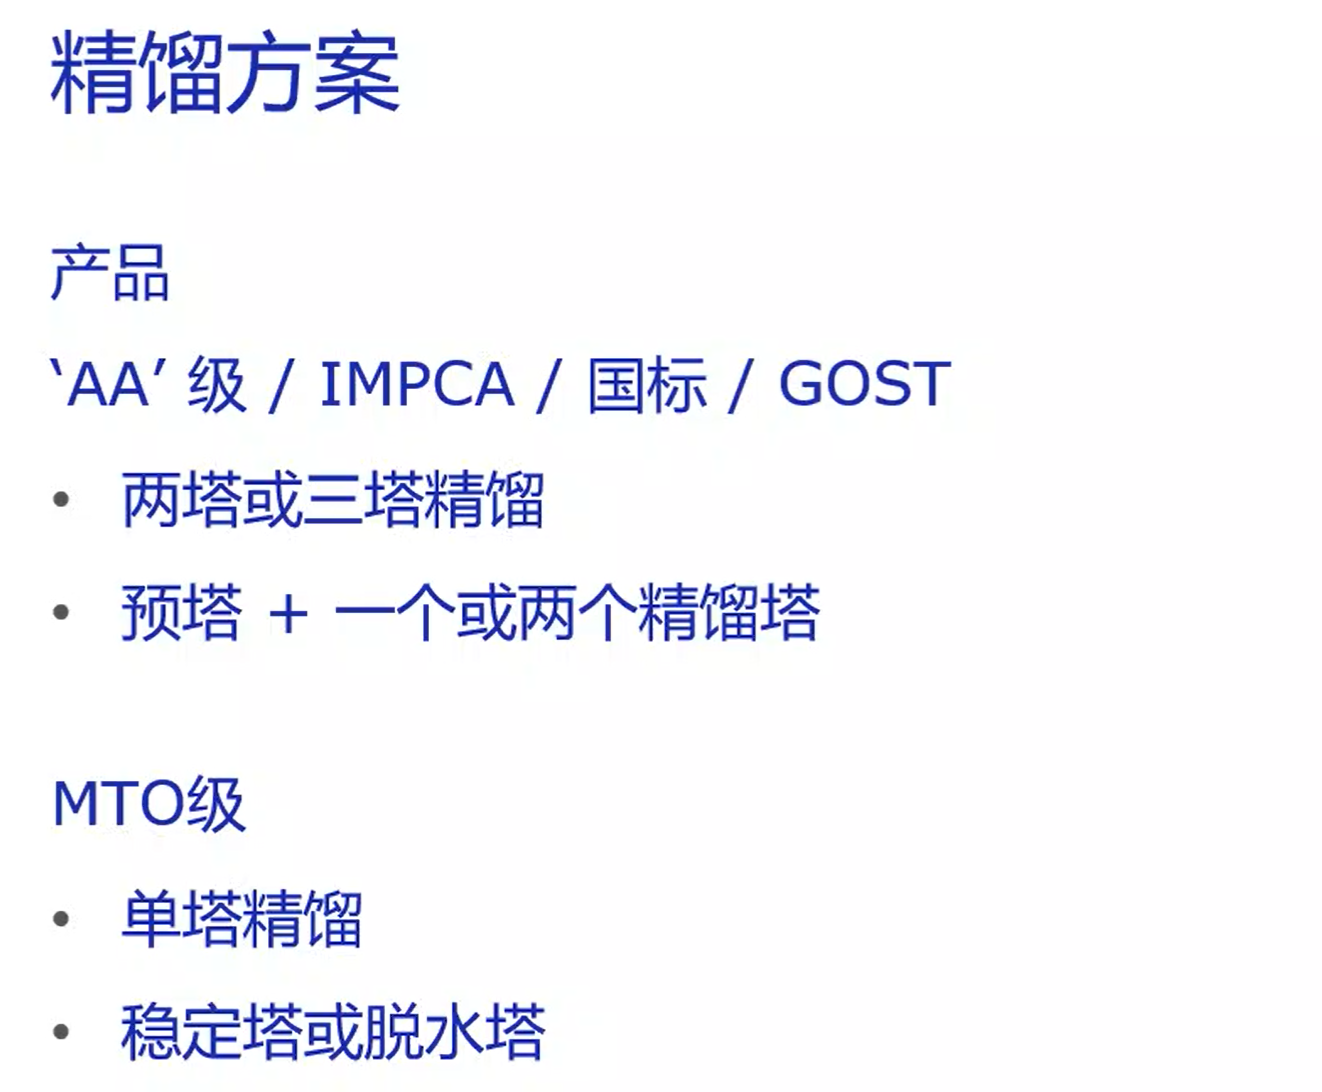 精馏方案
产品
‘AA’ 级 / IMPCA / 国标 / GOST
• 两塔或三塔精馏
• 预塔 + 一个或两个精馏塔
MTO级
• 单塔精馏
• 稳定塔或脱水塔